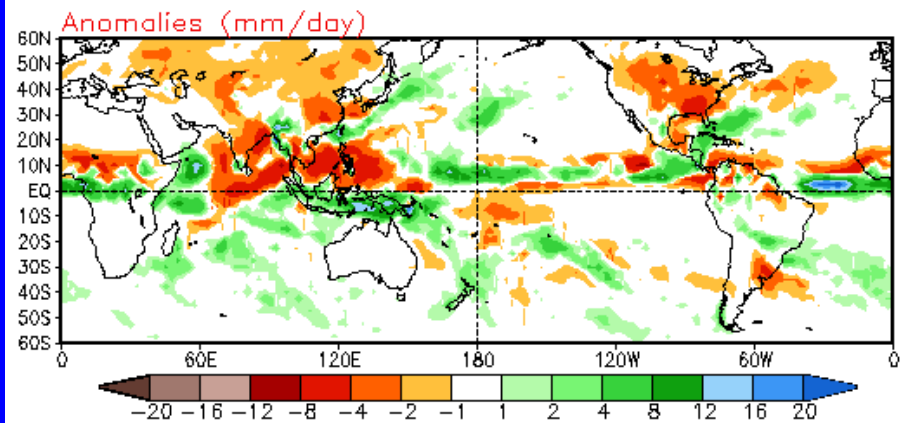 Anomalies (mm/day)
60N
50N
40N
30N
20N
10N
EQ
10S
20S
30S
40S
50S
60S
0 60E 120E 180 120W 60W 0
-20 -16 -12 -8 -4 -2 -1 1 2 4 8 12 16 20